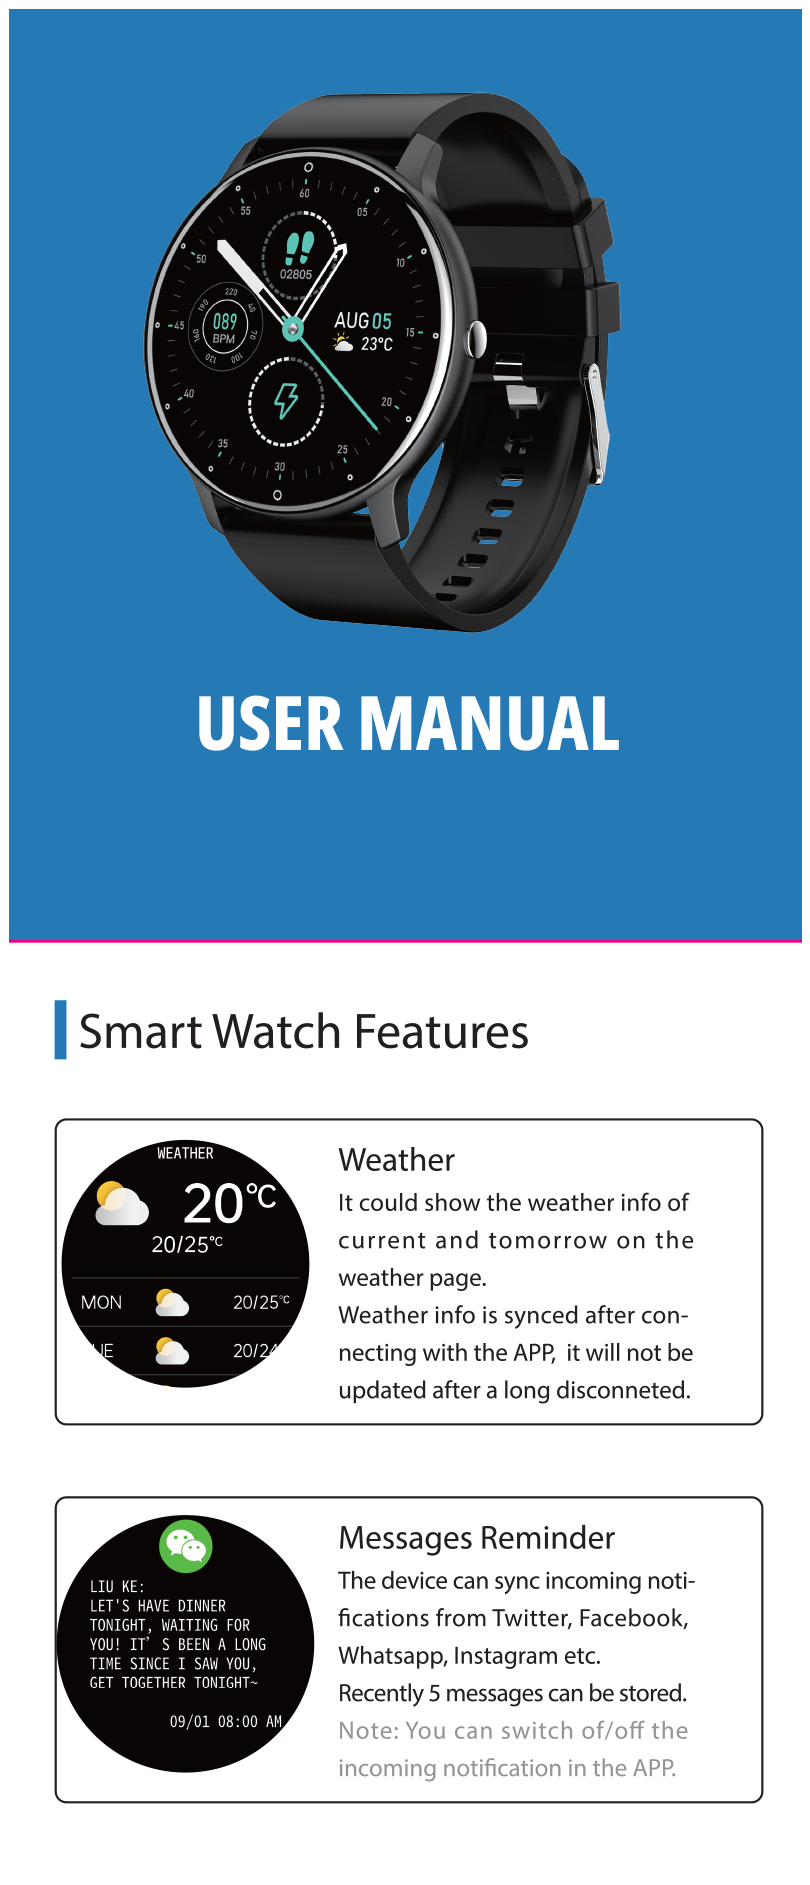 60
55
05
50
10
02805
220
190
40
089
BPM
160
70
130
100
AUG 05
23°C
45
15
40
20
35
25
30
USER MANUAL
Smart Watch Features
WEATHER
20°C
20/25°C
MON 20/25°C
UE 20/24
Weather
It could show the weather info of
current and tomorrow on the
weather page.
Weather info is synced after con-
necting with the APP, it will not be
updated after a long disconneted.
LIU KE:
LET'S HAVE DINNER
TONIGHT, WAITING FOR
YOU! IT’S BEEN A LONG
TIME SINCE I SAW YOU,
GET TOGETHER TONIGHT~
09/01 08:00 AM
Messages Reminder
The device can sync incoming noti-
fications from Twitter, Facebook,
Whatsapp, Instagram etc.
Recently 5 messages can be stored.
Note: You can switch of/off the
incoming notification in the APP.